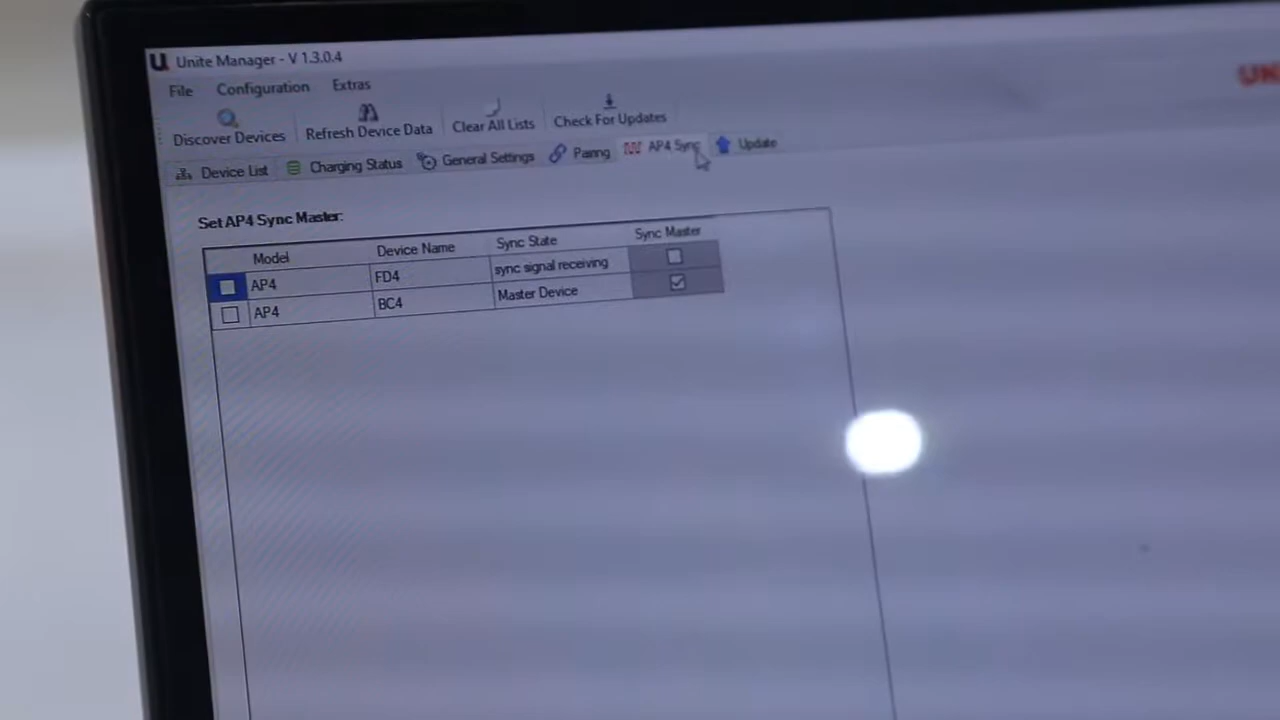 Unite Manager - V 1.3.0.4
File Configuration Extras
Discover Devices Refresh Device Data Clear All Lists Check For Updates
Device List Charging Status General Settings Pairing AP4 Sync Update
Set AP4 Sync Master:
Model Device Name Sync State Sync Master
AP4 FD4 sync signal receiving
AP4 BC4 Master Device